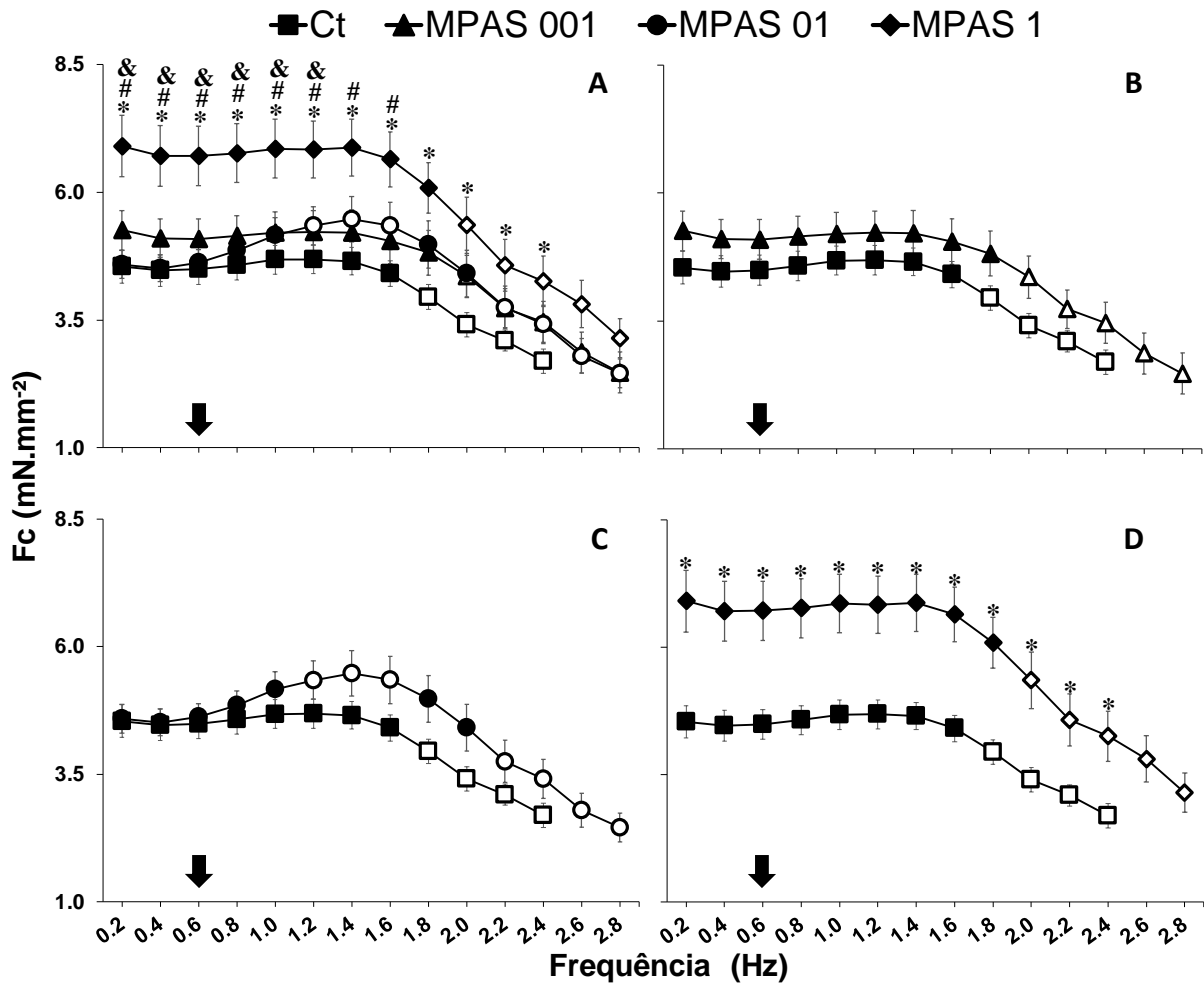 Ct MPAS 001 MPAS 01 MPAS 1
A
& & & & & &
# # # # # # # #
* * * * * * * * * * * *
8.5
6.0
3.5
1.0
B
Fc (mN.mm⁻²)
C
8.5
6.0
3.5
1.0
0.2 0.4 0.6 0.8 1.0 1.2 1.4 1.6 1.8 2.0 2.2 2.4 2.6 2.8
D
* * * * * * * * * * * *
0.2 0.4 0.6 0.8 1.0 1.2 1.4 1.6 1.8 2.0 2.2 2.4 2.6 2.8
Frequência (Hz)